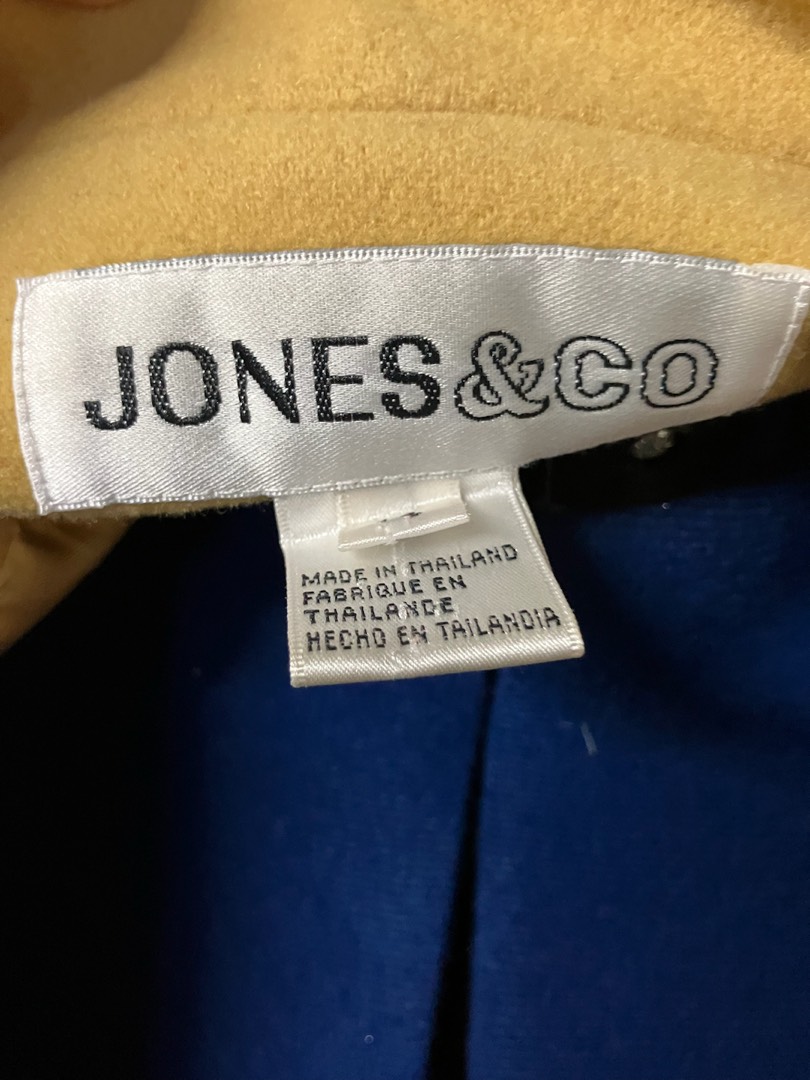 JONES&CO
MADE IN THAILAND
FABRIQUE EN
THAILANDE
HECHO EN TAILANDIA